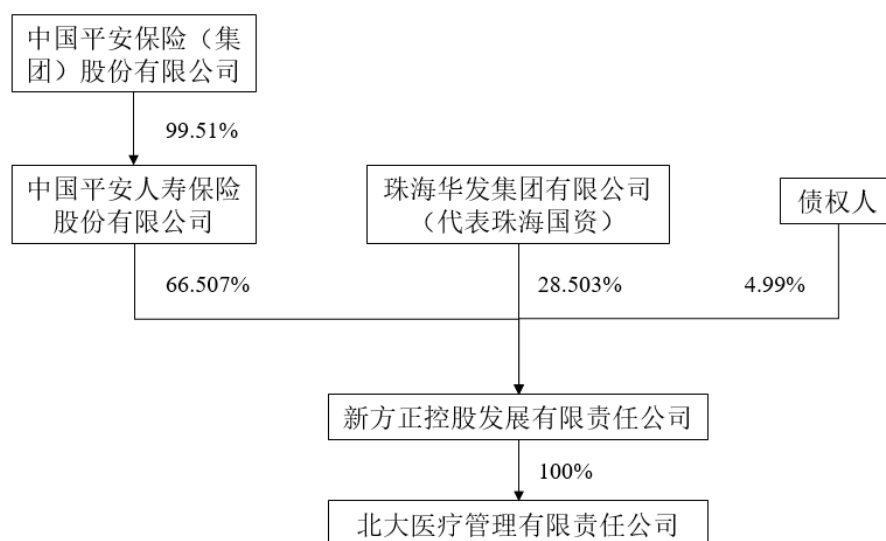 中国平安保险（集
团）股份有限公司
99.51%
中国平安人寿保险
股份有限公司
珠海华发集团有限公司
（代表珠海国资）
债权人
66.507%
28.503%
4.99%
新方正控股发展有限责任公司
100%
北大医疗管理有限责任公司